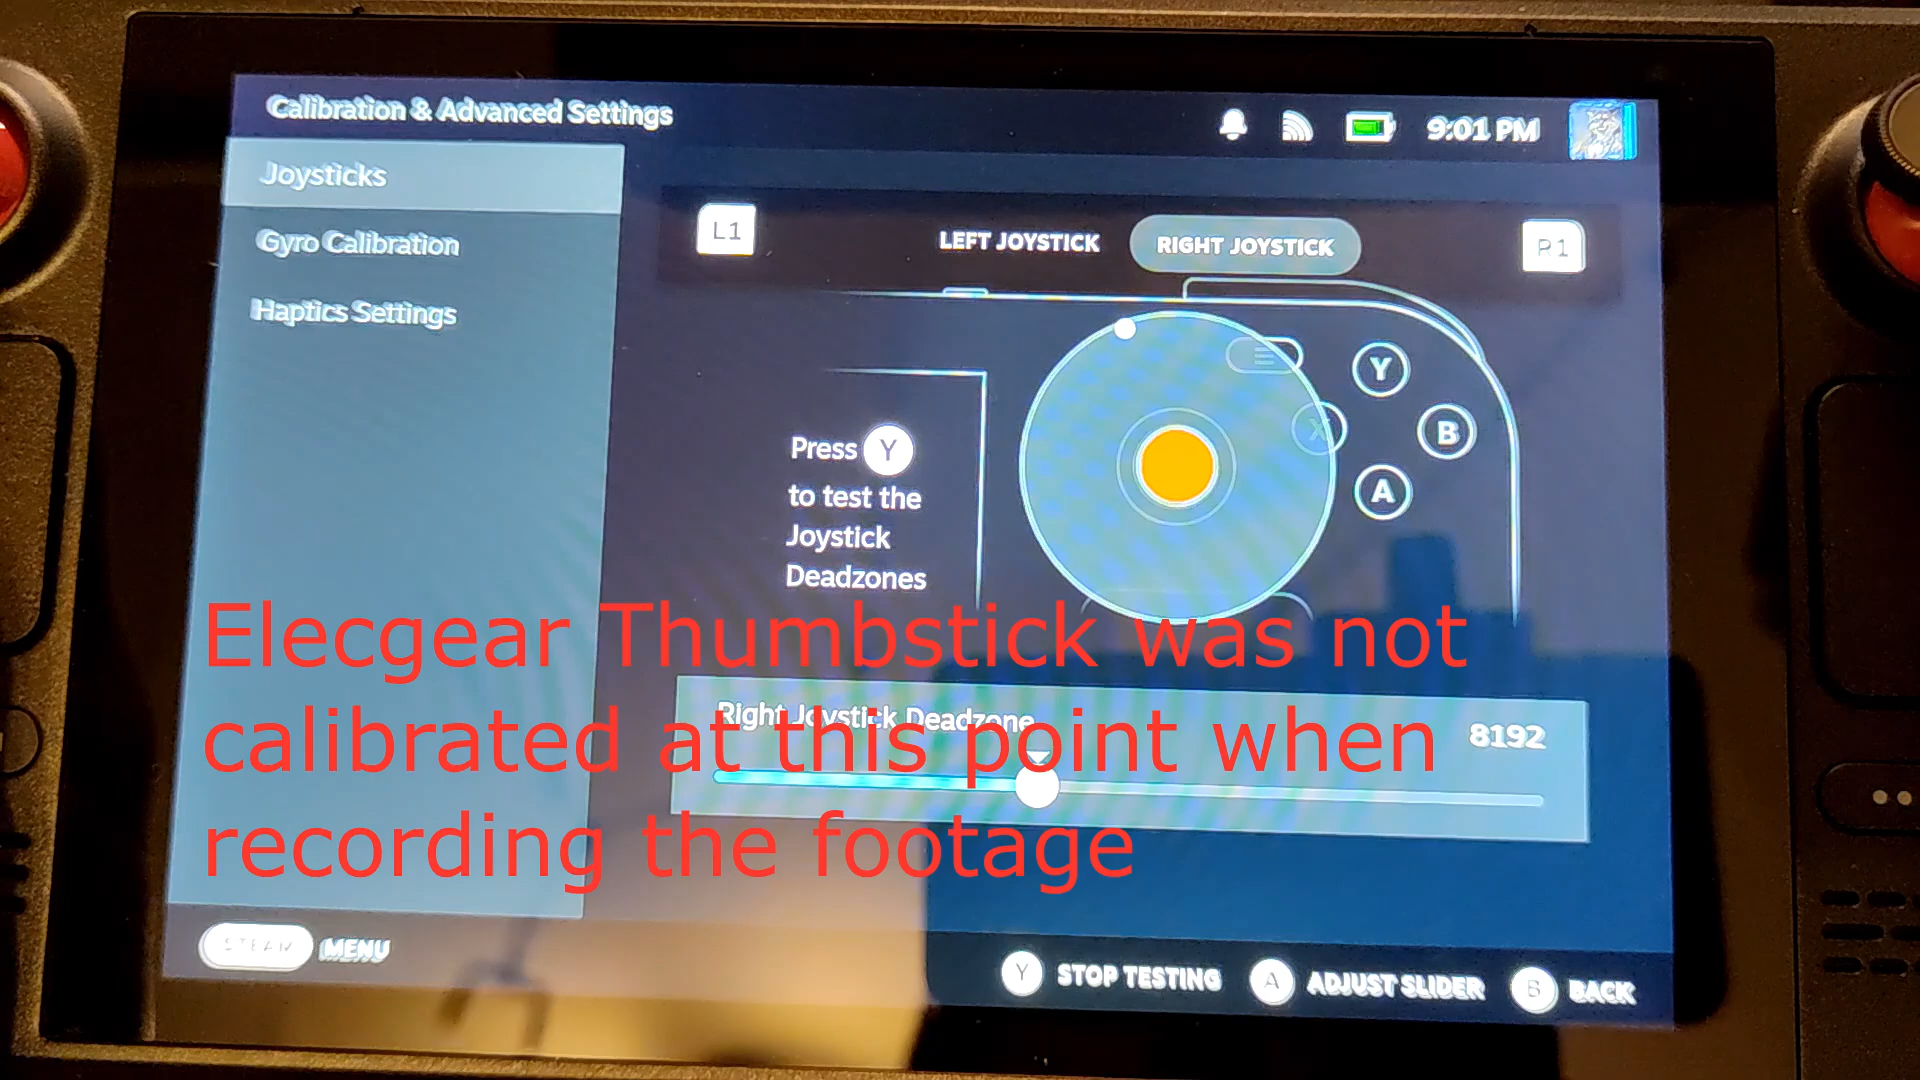 Calibration & Advanced Settings
9:01 PM
Joysticks
Gyro Calibration
Haptics Settings
L1
LEFT JOYSTICK
RIGHT JOYSTICK
R1
Y
X
B
A
Press Y
to test the
Joystick
Deadzones
Elecgear Thumbstick was not
calibrated at this point when
recording the footage
Right Joystick Deadzone
8192
STEAM MENU
Y STOP TESTING
A ADJUST SLIDER
B BACK